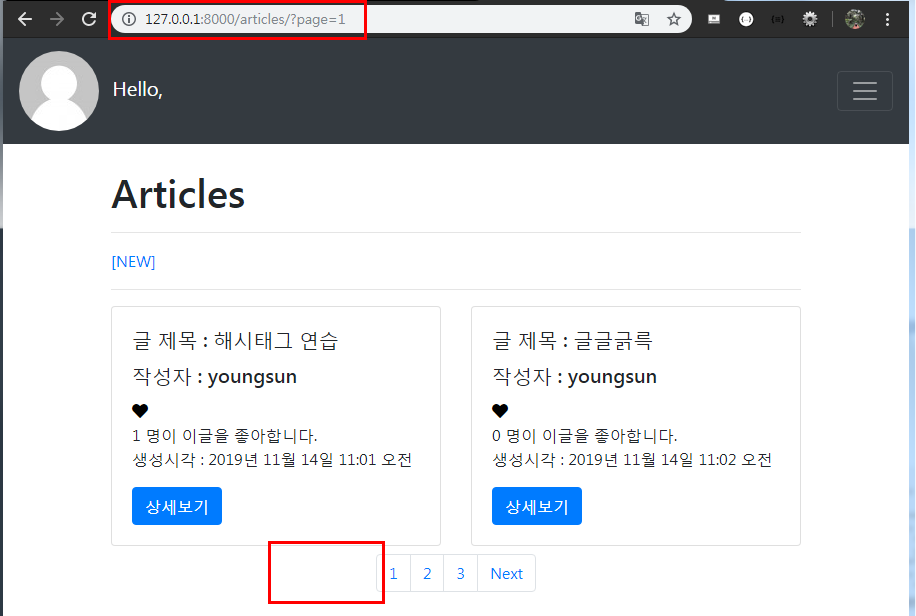 127.0.0.1:8000/articles/?page=1
Hello,
Articles
[NEW]
글 제목 : 해시태그 연습
작성자 : youngsun
1 명이 이글을 좋아합니다.
생성시각 : 2019년 11월 14일 11:01 오전
상세보기
글 제목 : 글글긁륵
작성자 : youngsun
0 명이 이글을 좋아합니다.
생성시각 : 2019년 11월 14일 11:02 오전
상세보기
1 2 3 Next